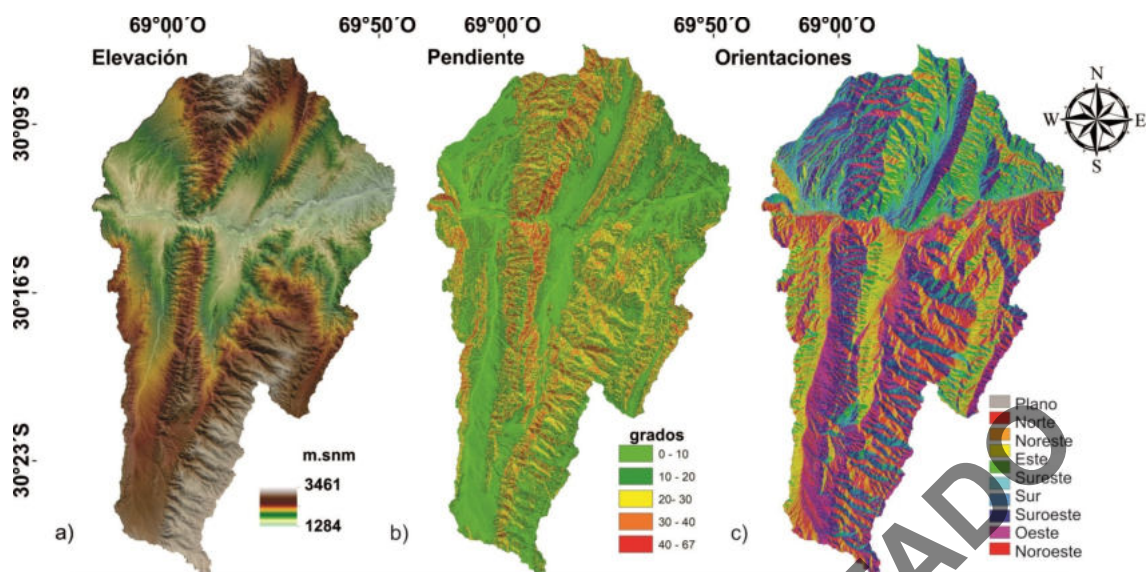 69°00´O 69°50´O 69°00´O 69°50´O 69°00´O
Elevación
Pendiente
Orientaciones
30°09´S
30°16´S
30°23´S
N
W E
S
m.snm
3461
1284
a)
grados
0 - 10
10 - 20
20- 30
30 - 40
40 - 67
b)
Plano
Norte
Noreste
Este
Sureste
Sur
Suroeste
Oeste
Noroeste
c)
TADO